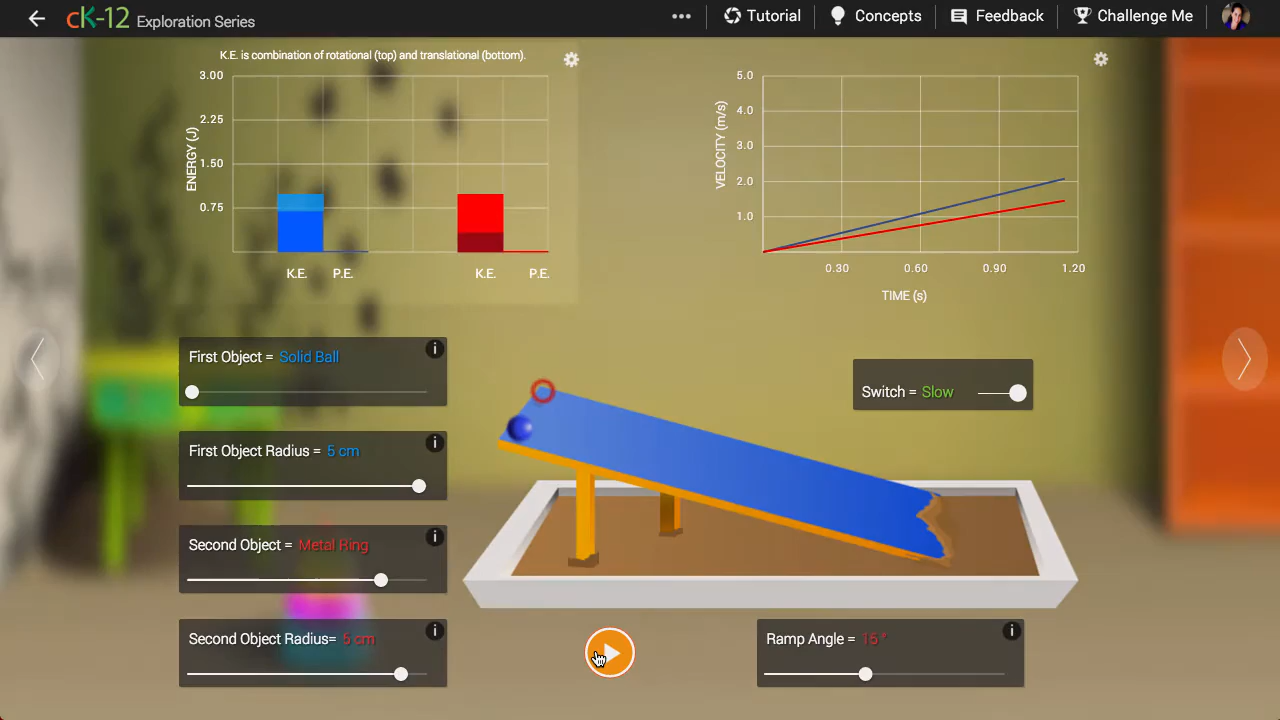 cK-12 Exploration Series
••• Tutorial Concepts Feedback Challenge Me
K.E. is combination of rotational (top) and translational (bottom).
3.00
2.25
1.50
0.75
ENERGY (J)
K.E. P.E. K.E. P.E.
5.0
4.0
3.0
2.0
1.0
VELOCITY (m/s)
0.30 0.60 0.90 1.20
TIME (s)
First Object = Solid Ball
First Object Radius = 5 cm
Second Object = Metal Ring
Second Object Radius= 5 cm
Switch = Slow
Ramp Angle = 15 °